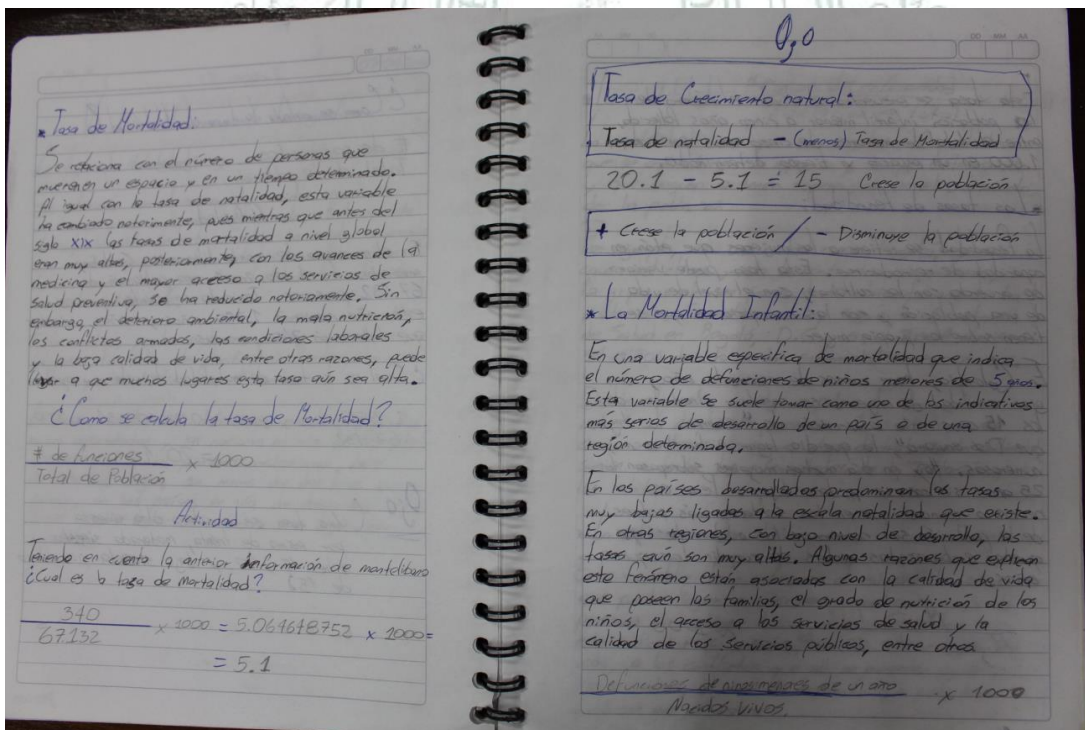 * Tasa de Mortalidad:
Se relaciona con el número de personas que
mueren en un espacio y en un tiempo determinado.
Al igual con la tasa de natalidad, esta variable
ha cambiado notoriamente, pues mientras que antes del
siglo XIX las tasas de mortalidad a nivel global
eran muy altas, posteriormente, con los avances de la
medicina y el mayor acceso a los servicios de
salud preventiva, se ha reducido notoriamente. Sin
embargo, el deterioro ambiental, la mala nutrición,
los conflictos armados, las condiciones laborales
y la baja calidad de vida, entre otras razones, puede
llevar a que muchos lugares esta tasa aún sea alta.
¿Como se calcula la tasa de Mortalidad?
# de funciones
x 1000
Total de Población
Actividad
Teniendo en cuenta la anterior información de montelibano
¿Cual es la tasa de mortalidad?
340
x 1000 = 5.064618752 x 1000=
67.132
= 5.1
Ojo
Tasa de Crecimiento natural:
Tasa de natalidad - (menos) Tasa de Mortalidad
20.1 - 5.1 = 15 Crese la población
+ Crese la población / - Disminuye la población
* La Mortalidad Infantil:
En una variable especifica de mortalidad que indica
el número de defunciones de niños menores de 5 años.
Esta variable se suele tomar como uno de los indicativos
más serios de desarrollo de un país o de una
región determinada.
En los países desarrollados predominan las tasas
muy bajas ligadas a la natalidad que existe.
En otras regiones, con bajo nivel de desarrollo, las
tasas aún son muy altas. Algunas razones que explican
este fenómeno están asociadas con la calidad de vida
que poseen las familias, el grado de nutrición de los
niños, el acceso a los servicios de salud y la
calidad de los servicios públicos, entre otros
Defunciones de ninos menores de un año
x 1000
Nacidos Vivos.